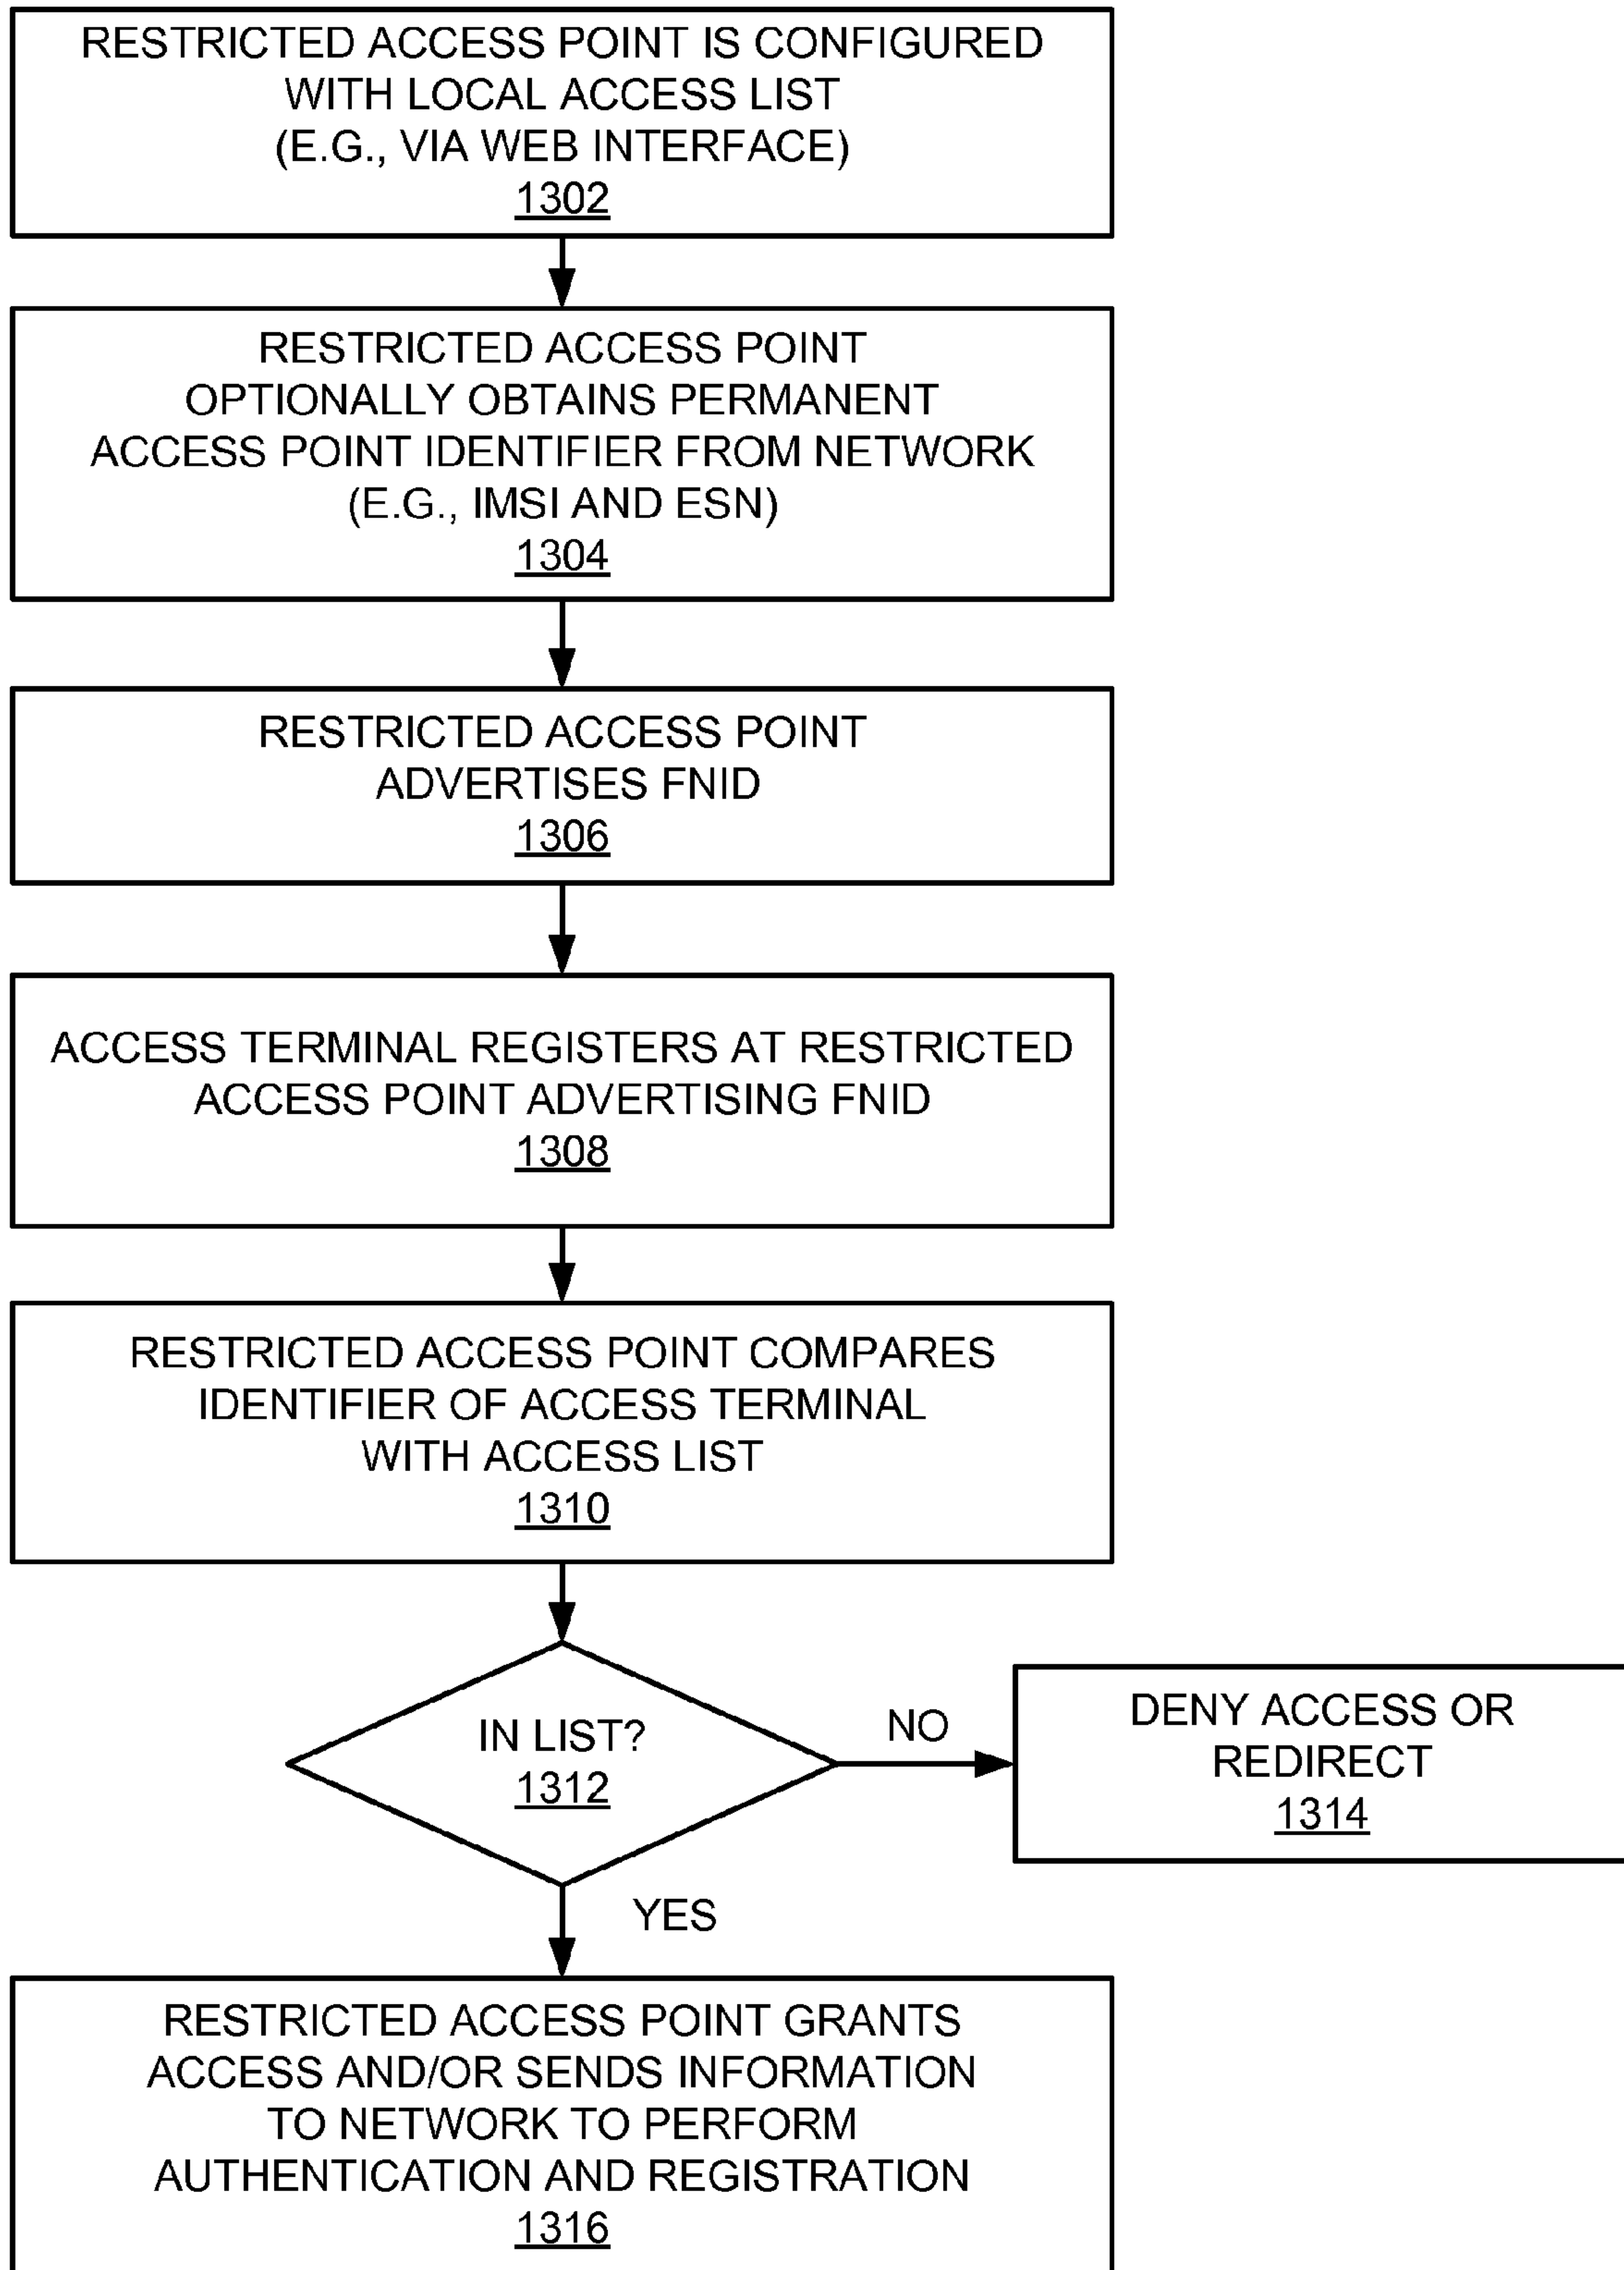 RESTRICTED ACCESS POINT IS CONFIGURED
WITH LOCAL ACCESS LIST
(E.G., VIA WEB INTERFACE)
1302
RESTRICTED ACCESS POINT
OPTIONALLY OBTAINS PERMANENT
ACCESS POINT IDENTIFIER FROM NETWORK
(E.G., IMSI AND ESN)
1304
RESTRICTED ACCESS POINT
ADVERTISES FNID
1306
ACCESS TERMINAL REGISTERS AT RESTRICTED
ACCESS POINT ADVERTISING FNID
1308
RESTRICTED ACCESS POINT COMPARES
IDENTIFIER OF ACCESS TERMINAL
WITH ACCESS LIST
1310
IN LIST?
1312
NO
DENY ACCESS OR
REDIRECT
1314
YES
RESTRICTED ACCESS POINT GRANTS
ACCESS AND/OR SENDS INFORMATION
TO NETWORK TO PERFORM
AUTHENTICATION AND REGISTRATION
1316